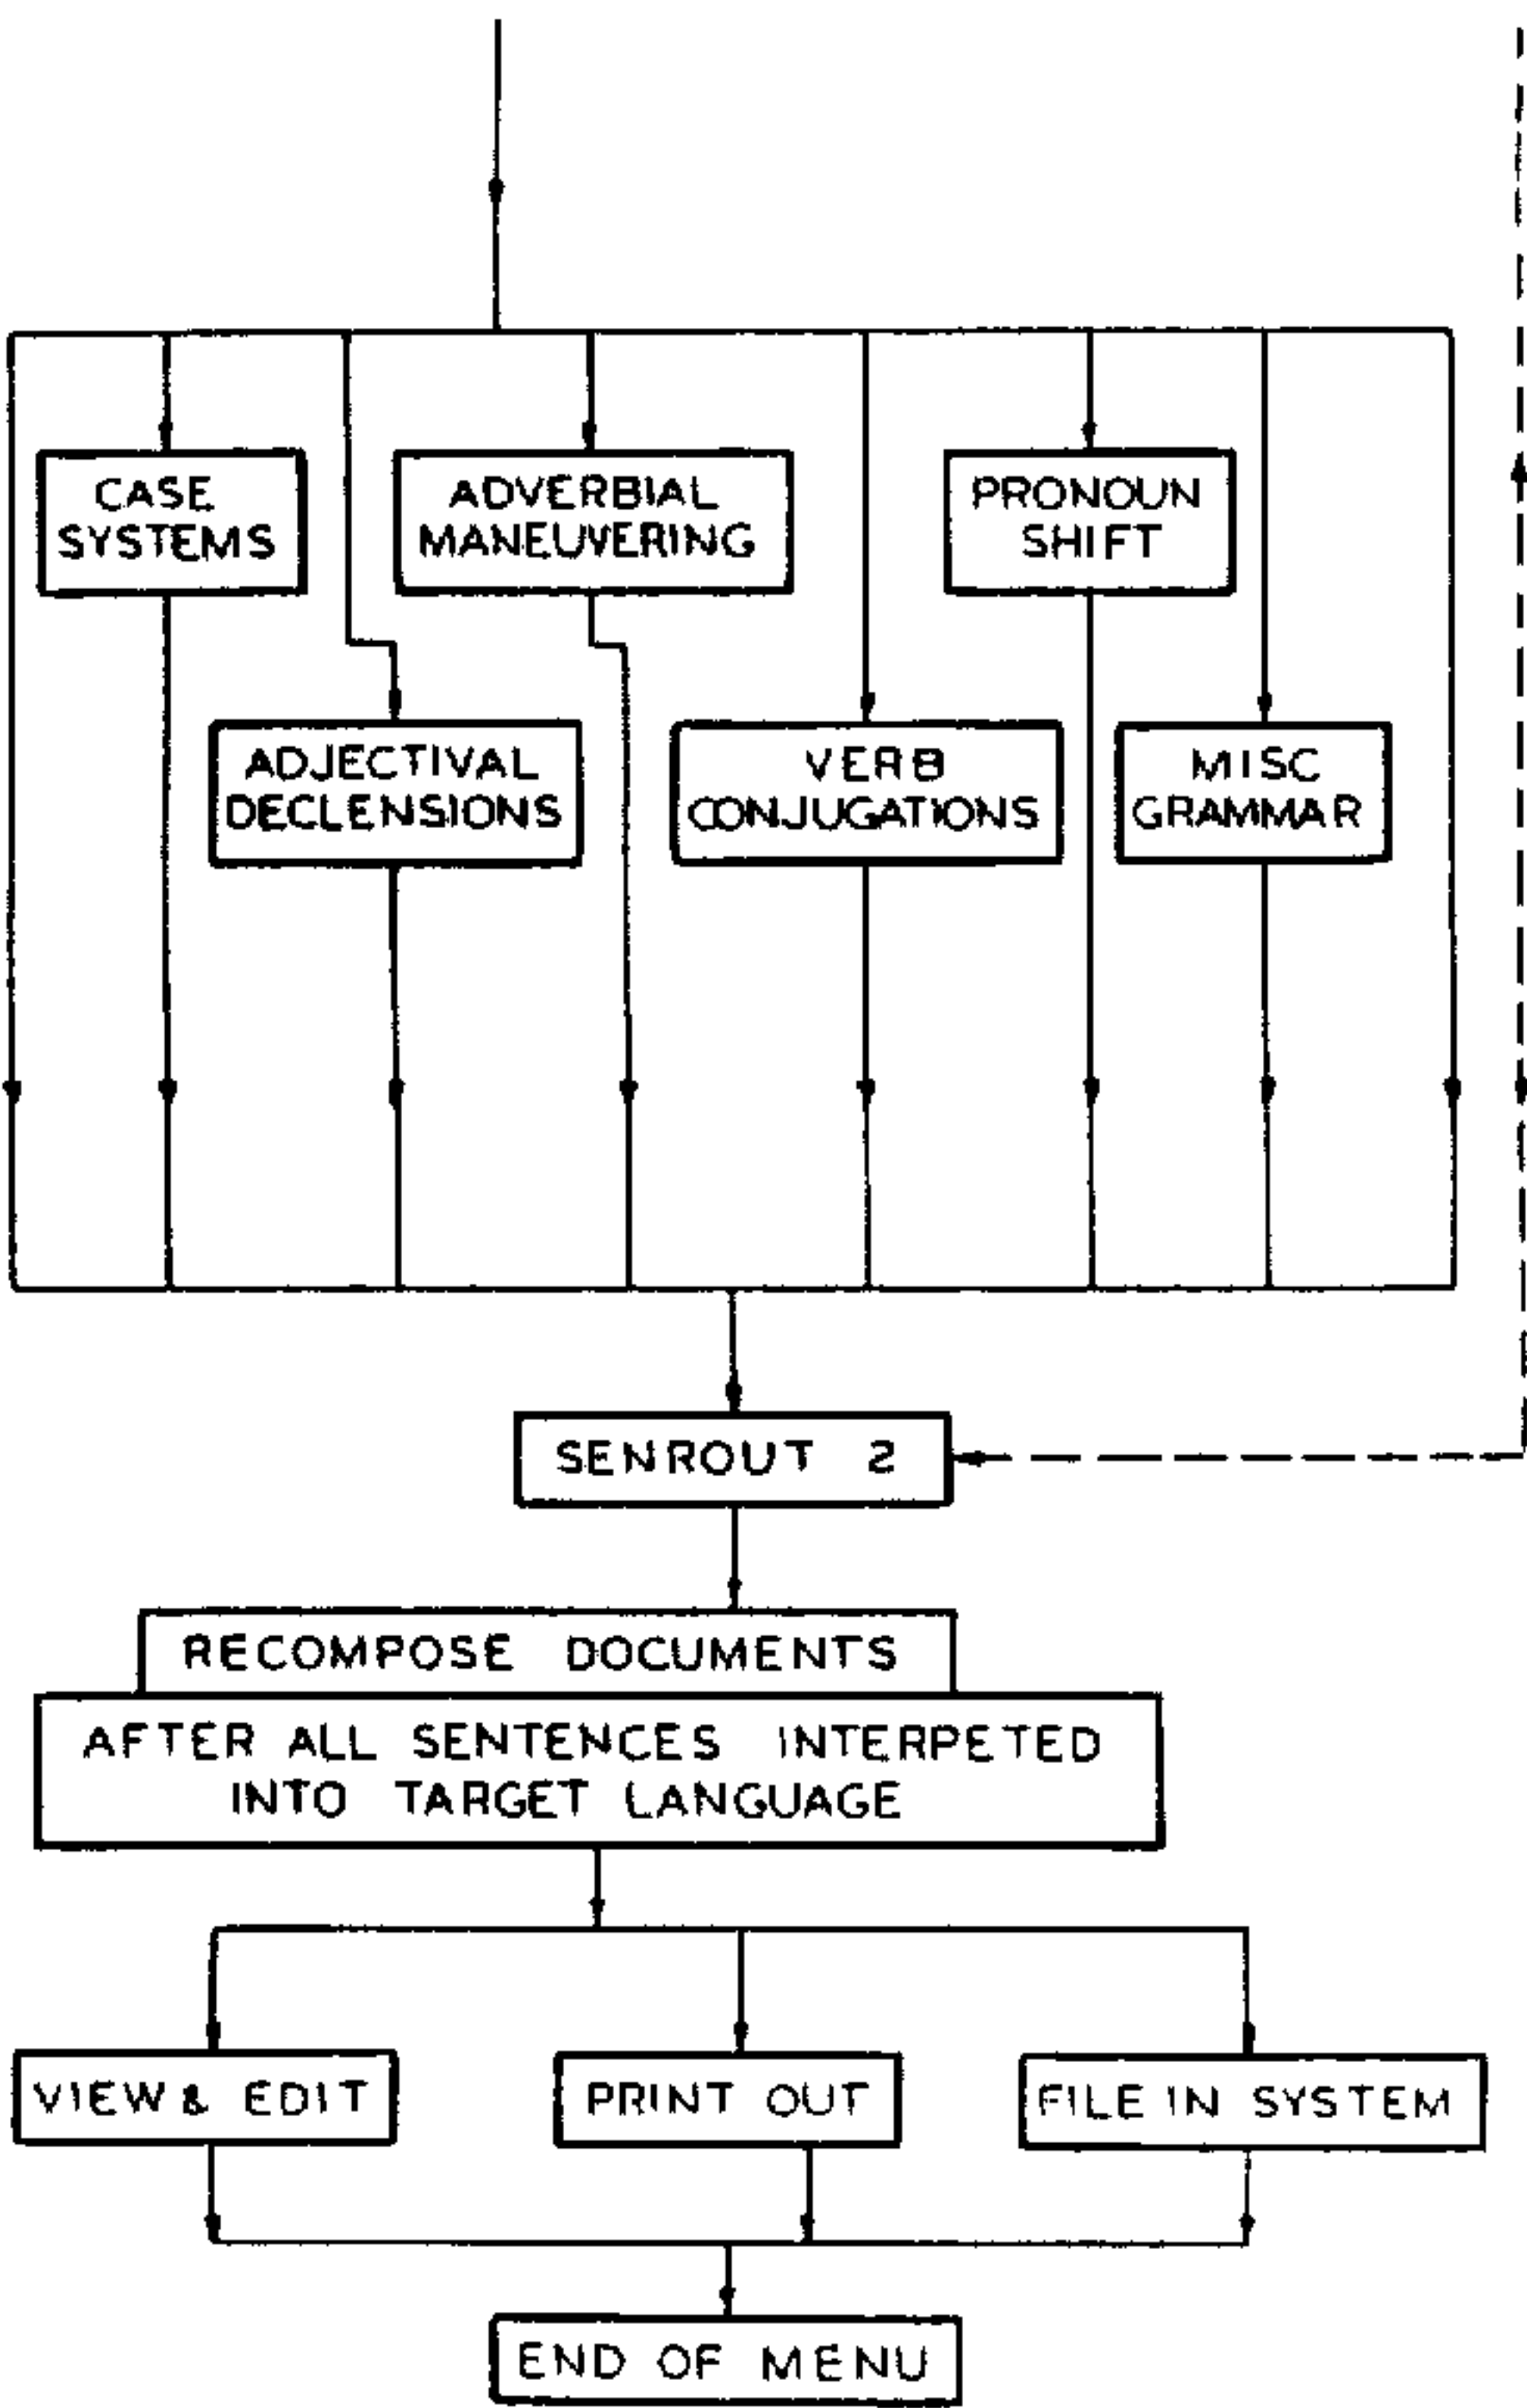 CASE
SYSTEMS
ADVERBIAL
MANEUVERING
PRONOUN
SHIFT
ADJECTIVAL
DECLENSIONS
VERB
CONJUGATIONS
MISC
GRAMMAR
SENROUT 2
RECOMPOSE DOCUMENTS
AFTER ALL SENTENCES INTERPETED
INTO TARGET LANGUAGE
VIEW & EDIT
PRINT OUT
FILE IN SYSTEM
END OF MENU